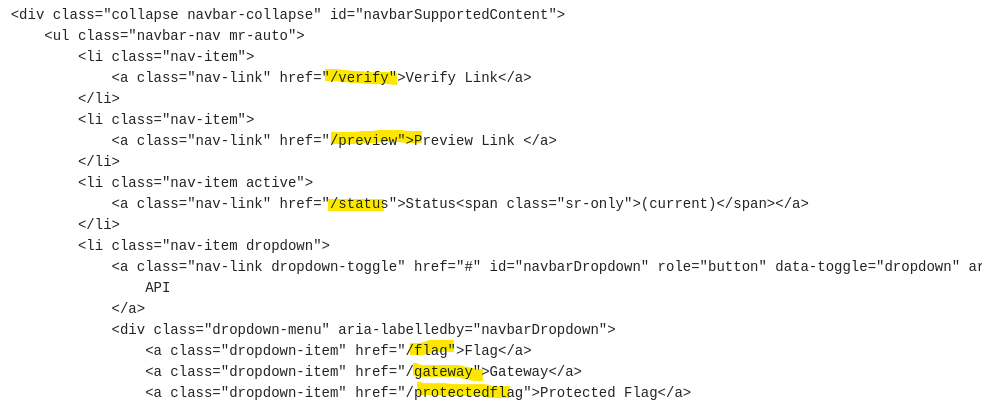 <div class="collapse navbar-collapse" id="navbarSupportedContent">
<ul class="navbar-nav mr-auto">
<li class="nav-item">
<a class="nav-link" href="/verify">Verify Link</a>
</li>
<li class="nav-item">
<a class="nav-link" href="/preview">Preview Link </a>
</li>
<li class="nav-item active">
<a class="nav-link" href="/status">Status<span class="sr-only">(current)</span></a>
</li>
<li class="nav-item dropdown">
<a class="nav-link dropdown-toggle" href="#" id="navbarDropdown" role="button" data-toggle="dropdown" ar
API
</a>
<div class="dropdown-menu" aria-labelledby="navbarDropdown">
<a class="dropdown-item" href="/flag">Flag</a>
<a class="dropdown-item" href="/gateway">Gateway</a>
<a class="dropdown-item" href="/protectedflag">Protected Flag</a>